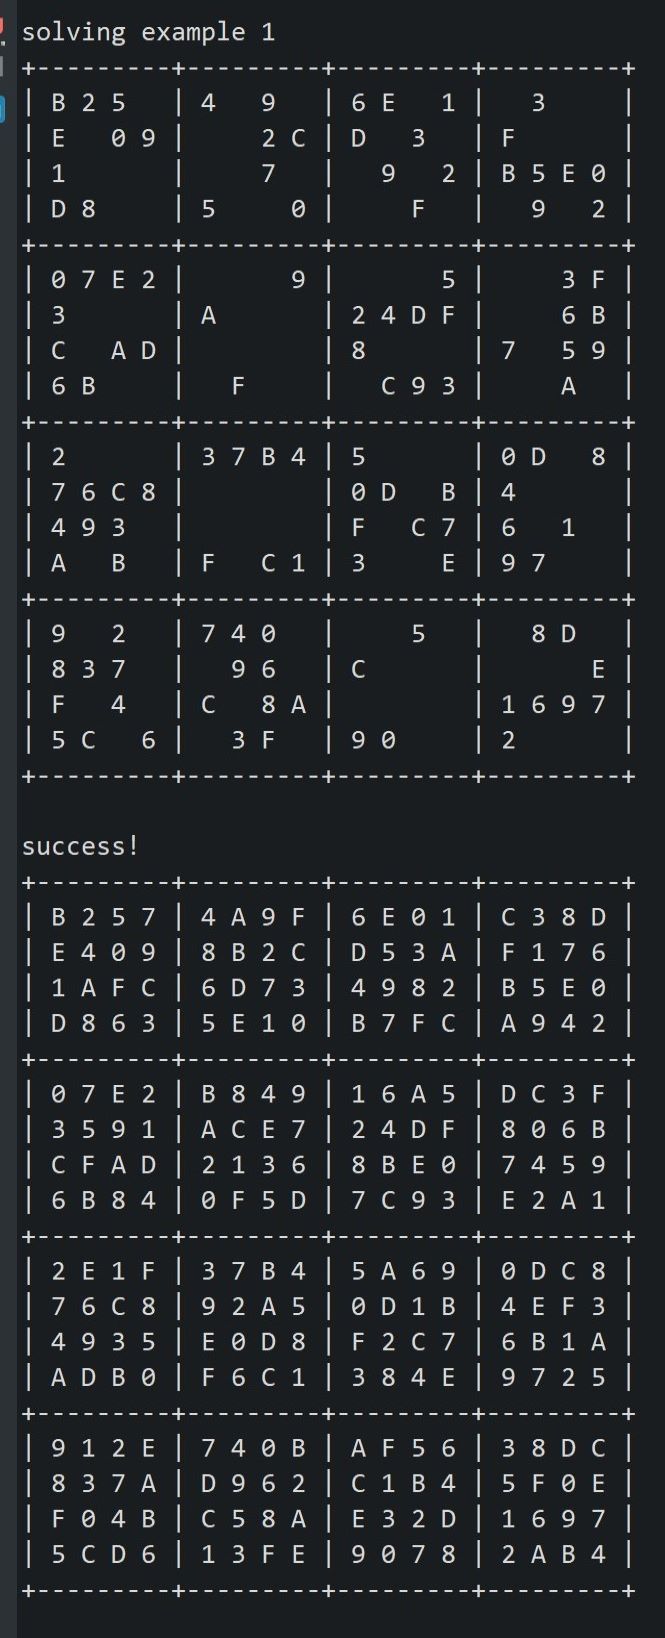 solving example 1
+---------+---------+---------+---------+
| B 2 5   | 4   9   | 6 E   1 |   3     |
| E   0 9 |     2 C | D   3   | F       |
| 1       |     7   |   9   2 | B 5 E 0 |
| D 8     | 5     0 |     F   |   9   2 |
+---------+---------+---------+---------+
| 0 7 E 2 |       9 |       5 |     3 F |
| 3       | A       | 2 4 D F |     6 B |
| C   A D |         | 8       | 7   5 9 |
| 6 B     |   F     |   C 9 3 |     A   |
+---------+---------+---------+---------+
| 2       | 3 7 B 4 | 5       | 0 D   8 |
| 7 6 C 8 |         | 0 D   B | 4       |
| 4 9 3   |         | F   C 7 | 6   1   |
| A   B   | F   C 1 | 3     E | 9 7     |
+---------+---------+---------+---------+
| 9   2   | 7 4 0   |     5   |   8 D   |
| 8 3 7   |   9 6   | C       |       E |
| F   4   | C   8 A |         | 1 6 9 7 |
| 5 C   6 |   3 F   | 9 0     | 2       |
+---------+---------+---------+---------+
success!
+---------+---------+---------+---------+
| B 2 5 7 | 4 A 9 F | 6 E 0 1 | C 3 8 D |
| E 4 0 9 | 8 B 2 C | D 5 3 A | F 1 7 6 |
| 1 A F C | 6 D 7 3 | 4 9 8 2 | B 5 E 0 |
| D 8 6 3 | 5 E 1 0 | B 7 F C | A 9 4 2 |
+---------+---------+---------+---------+
| 0 7 E 2 | B 8 4 9 | 1 6 A 5 | D C 3 F |
| 3 5 9 1 | A C E 7 | 2 4 D F | 8 0 6 B |
| C F A D | 2 1 3 6 | 8 B E 0 | 7 4 5 9 |
| 6 B 8 4 | 0 F 5 D | 7 C 9 3 | E 2 A 1 |
+---------+---------+---------+---------+
| 2 E 1 F | 3 7 B 4 | 5 A 6 9 | 0 D C 8 |
| 7 6 C 8 | 9 2 A 5 | 0 D 1 B | 4 E F 3 |
| 4 9 3 5 | E 0 D 8 | F 2 C 7 | 6 B 1 A |
| A D B 0 | F 6 C 1 | 3 8 4 E | 9 7 2 5 |
+---------+---------+---------+---------+
| 9 1 2 E | 7 4 0 B | A F 5 6 | 3 8 D C |
| 8 3 7 A | D 9 6 2 | C 1 B 4 | 5 F 0 E |
| F 0 4 B | C 5 8 A | E 3 2 D | 1 6 9 7 |
| 5 C D 6 | 1 3 F E | 9 0 7 8 | 2 A B 4 |
+---------+---------+---------+---------+